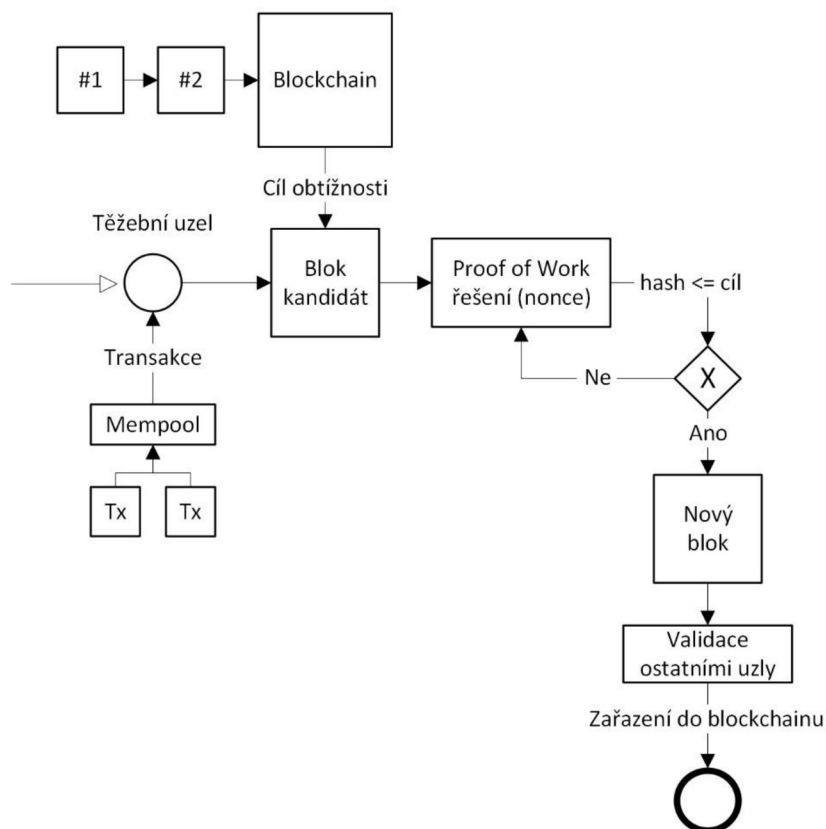 #1
#2
Blockchain
Cíl obtížnosti
Těžební uzel
Blok
kandidát
Proof of Work
řešení (nonce)
hash <= cíl
Transakce
Ne
X
Mempool
Ano
Tx
Tx
Nový
blok
Validace
ostatními uzly
Zařazení do blockchainu